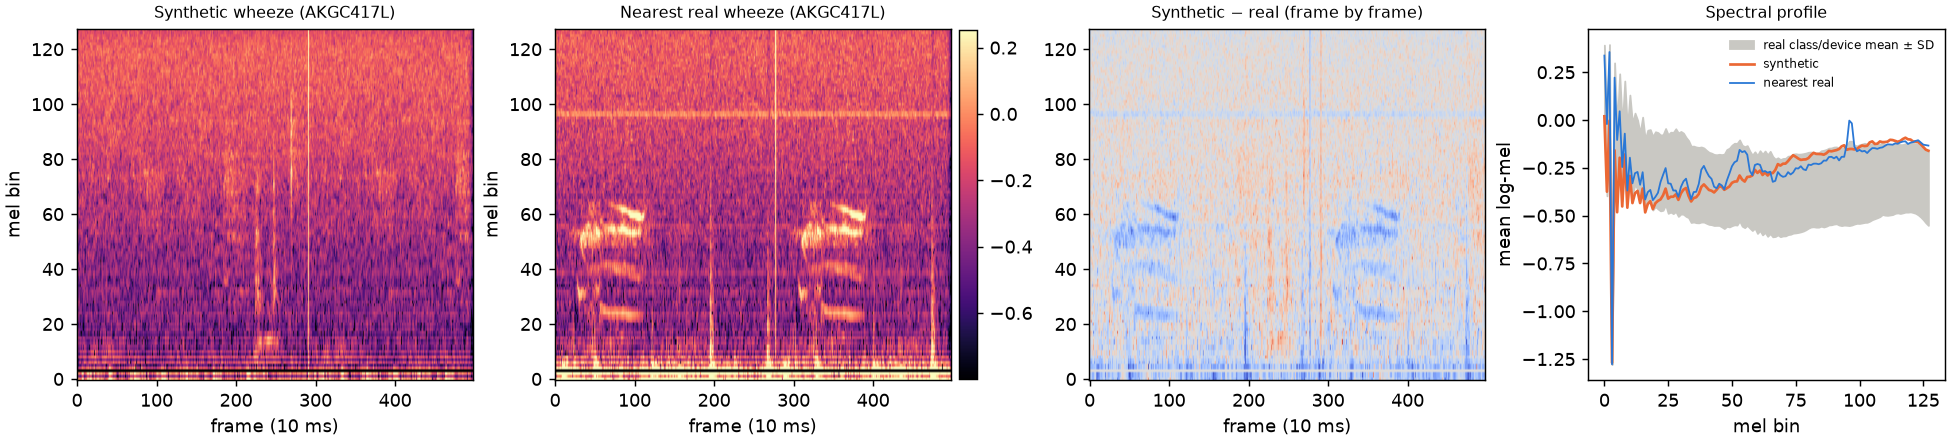 Synthetic wheeze (AKGC417L)
120
100
80
60
40
20
0
mel bin
0 100 200 300 400
frame (10 ms)
Nearest real wheeze (AKGC417L)
120
100
80
60
40
20
0
mel bin
0 100 200 300 400
frame (10 ms)
0.2
0.0
−0.2
−0.4
−0.6
Synthetic − real (frame by frame)
120
100
80
60
40
20
0
0 100 200 300 400
frame (10 ms)
Spectral profile
real class/device mean ± SD
synthetic
nearest real
0.25
0.00
−0.25
−0.50
−0.75
−1.00
−1.25
mean log-mel
0 25 50 75 100 125
mel bin